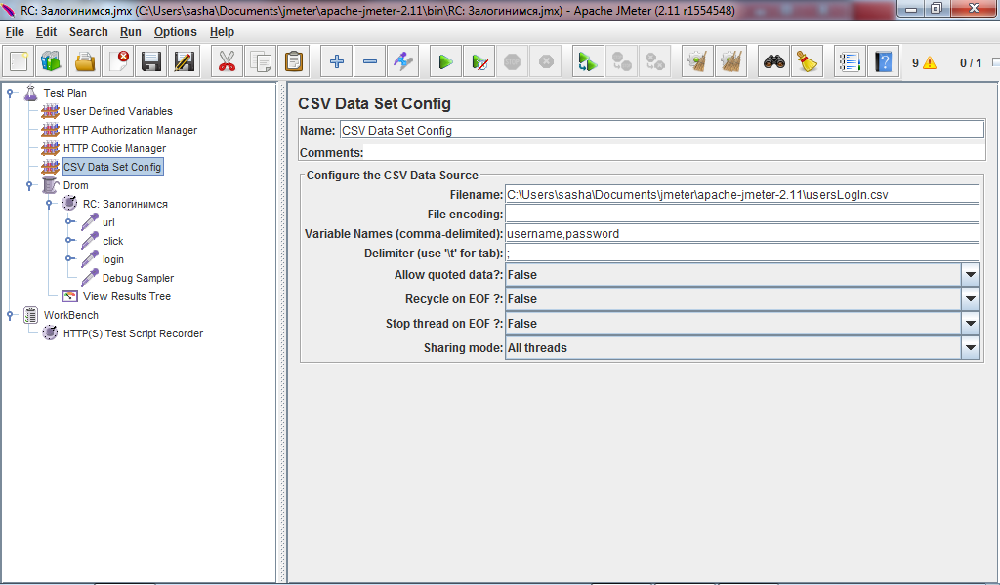 RC: Залогинимся.jmx (C:\Users\sasha\Documents\jmeter\apache-jmeter-2.11\bin\RC: Залогинимся.jmx) - Apache JMeter (2.11 r1554548)
File Edit Search Run Options Help
9 0 / 1
Test Plan
User Defined Variables
HTTP Authorization Manager
HTTP Cookie Manager
CSV Data Set Config
Drom
RC: Залогинимся
url
click
login
Debug Sampler
View Results Tree
WorkBench
HTTP(S) Test Script Recorder
CSV Data Set Config
Name: CSV Data Set Config
Comments:
Configure the CSV Data Source
Filename: C:\Users\sasha\Documents\jmeter\apache-jmeter-2.11\usersLogIn.csv
File encoding:
Variable Names (comma-delimited): username,password
Delimiter (use '\t' for tab): ;
Allow quoted data?: False
Recycle on EOF ?: False
Stop thread on EOF ?: False
Sharing mode: All threads